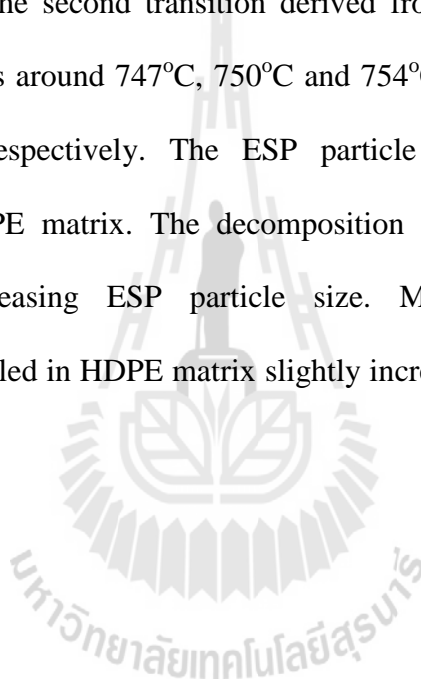 he second transition derived fro
s around 747°C, 750°C and 754°
espectively. The ESP particle
PE matrix. The decomposition
easing ESP particle size. M
led in HDPE matrix slightly incre
มหาวิทยาลัยเทคโนโลยีสุรนารี